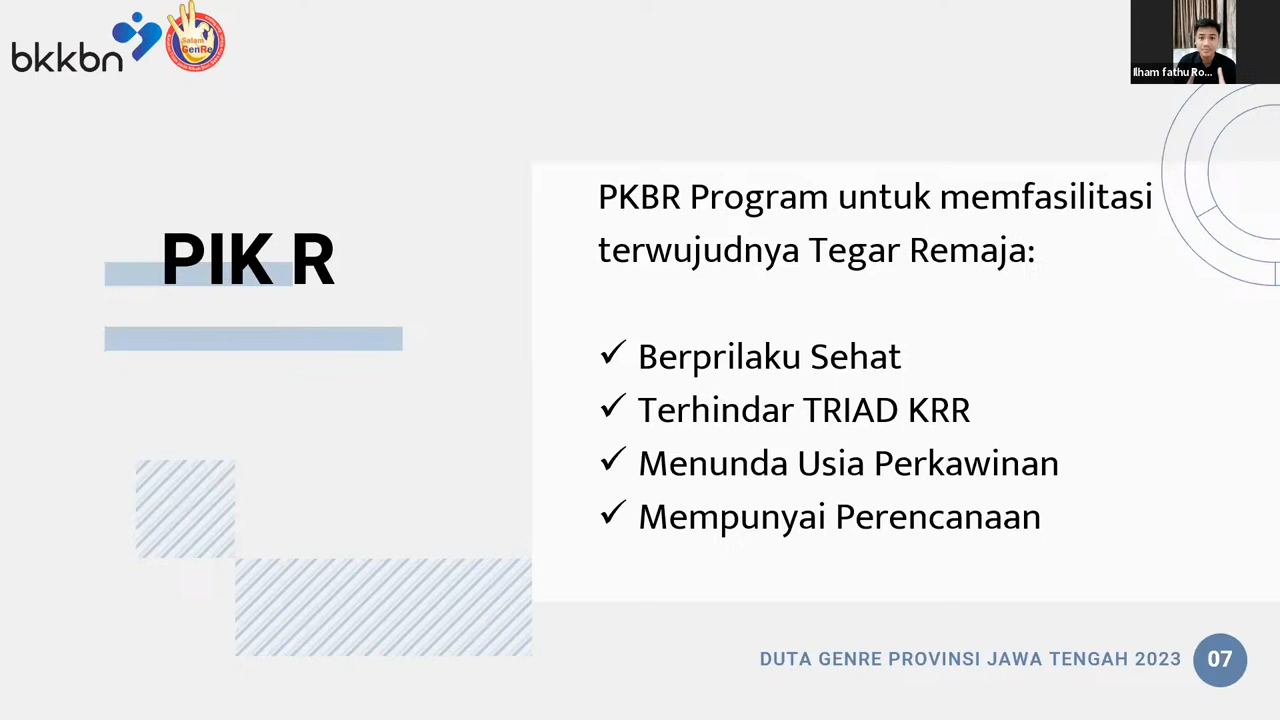 bkkbn
Salam
GenRe
Ilham fathu Ro...
PIK R
PKBR Program untuk memfasilitasi
terwujudnya Tegar Remaja:
✓ Berprilaku Sehat
✓ Terhindar TRIAD KRR
✓ Menunda Usia Perkawinan
✓ Mempunyai Perencanaan
DUTA GENRE PROVINSI JAWA TENGAH 2023
07